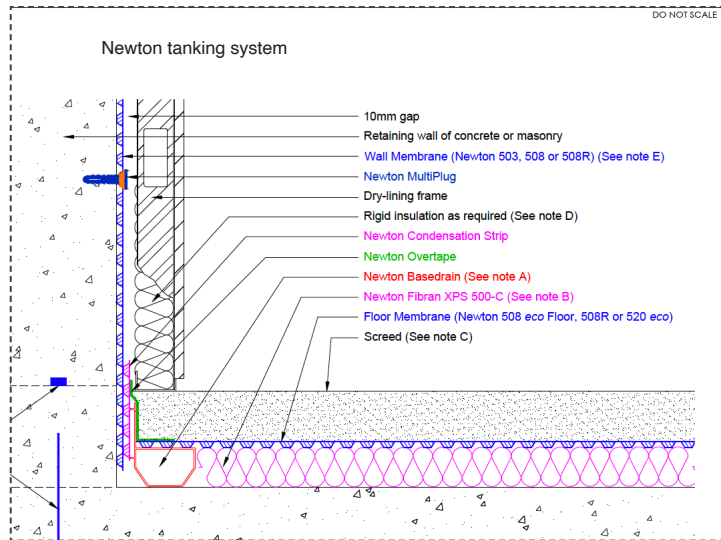 DO NOT SCALE
Newton tanking system
10mm gap
Retaining wall of concrete or masonry
Wall Membrane (Newton 503, 508 or 508R) (See note E)
Newton MultiPlug
Dry-lining frame
Rigid insulation as required (See note D)
Newton Condensation Strip
Newton Overtape
Newton Basedrain (See note A)
Newton Fibran XPS 500-C (See note B)
Floor Membrane (Newton 508 eco Floor, 508R or 520 eco)
Screed (See note C)